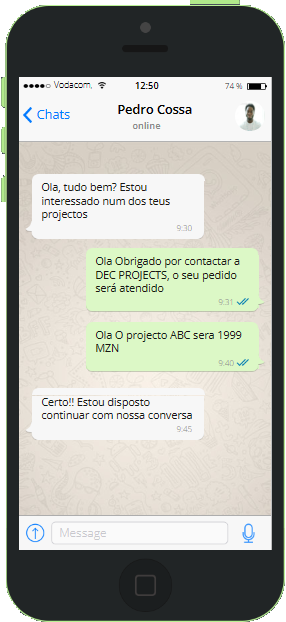 Vodacom, 12:50 74 %
Chats Pedro Cossa
online
Ola, tudo bem? Estou
interessado num dos teus
projectos
9:30
Ola Obrigado por contactar a
DEC PROJECTS, o seu pedido
será atendido
9:31
Ola O projecto ABC sera 1999
MZN
9:40
Certo!! Estou disposto
continuar com nossa conversa
9:45
Message